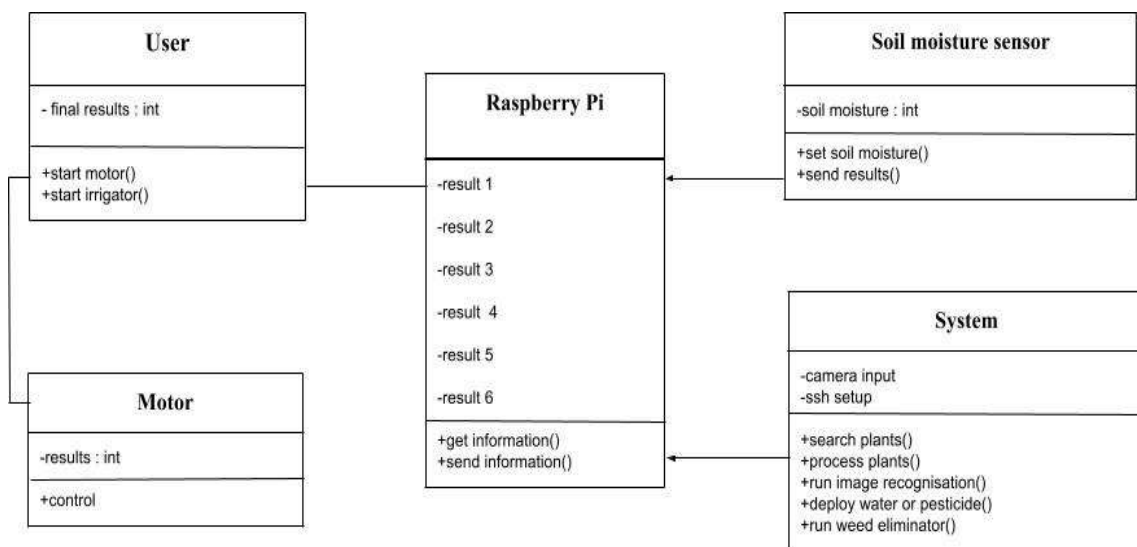 User
- final results : int
+start motor()
+start irrigator()
Raspberry Pi
-result 1
-result 2
-result 3
-result 4
-result 5
-result 6
+get information()
+send information()
Soil moisture sensor
-soil moisture : int
+set soil moisture()
+send results()
Motor
-results : int
+control
System
-camera input
-ssh setup
+search plants()
+process plants()
+run image recognisation()
+deploy water or pesticide()
+run weed eliminator()